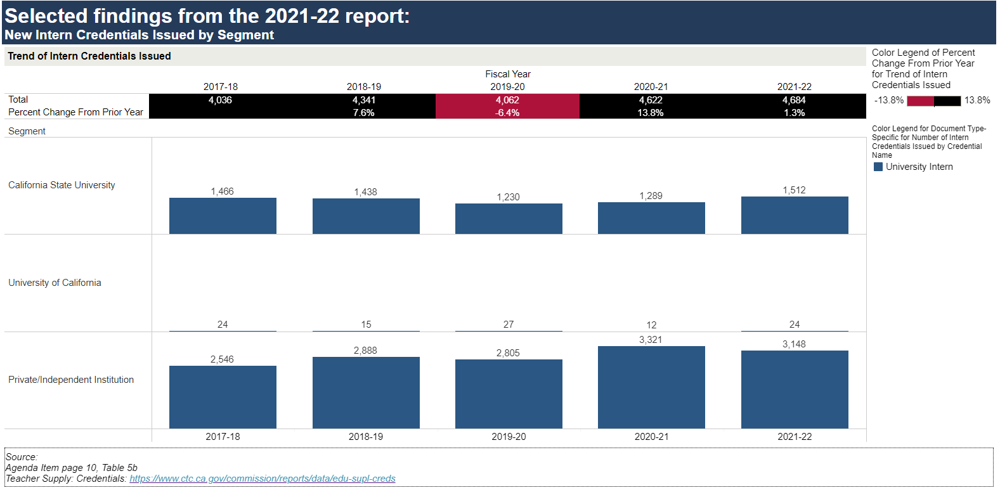 Selected findings from the 2021-22 report:
New Intern Credentials Issued by Segment
Trend of Intern Credentials Issued
Fiscal Year
2017-18 2018-19 2019-20 2020-21 2021-22
Total 4,036 4,341 4,062 4,622 4,684
Percent Change From Prior Year 7.6% -6.4% 13.8% 1.3%
Segment
California State University
1,466 1,438 1,230 1,289 1,512
University of California
24 15 27 12 24
Private/Independent Institution
2,546 2,888 2,805 3,321 3,148
2017-18 2018-19 2019-20 2020-21 2021-22
Color Legend of Percent
Change From Prior Year
for Trend of Intern
Credentials Issued
-13.8% 13.8%
Color Legend for Document Type-
Specific for Number of Intern
Credentials Issued by Credential
Name
University Intern
Source:
Agenda Item page 10, Table 5b
Teacher Supply: Credentials: https://www.ctc.ca.gov/commission/reports/data/edu-supl-creds